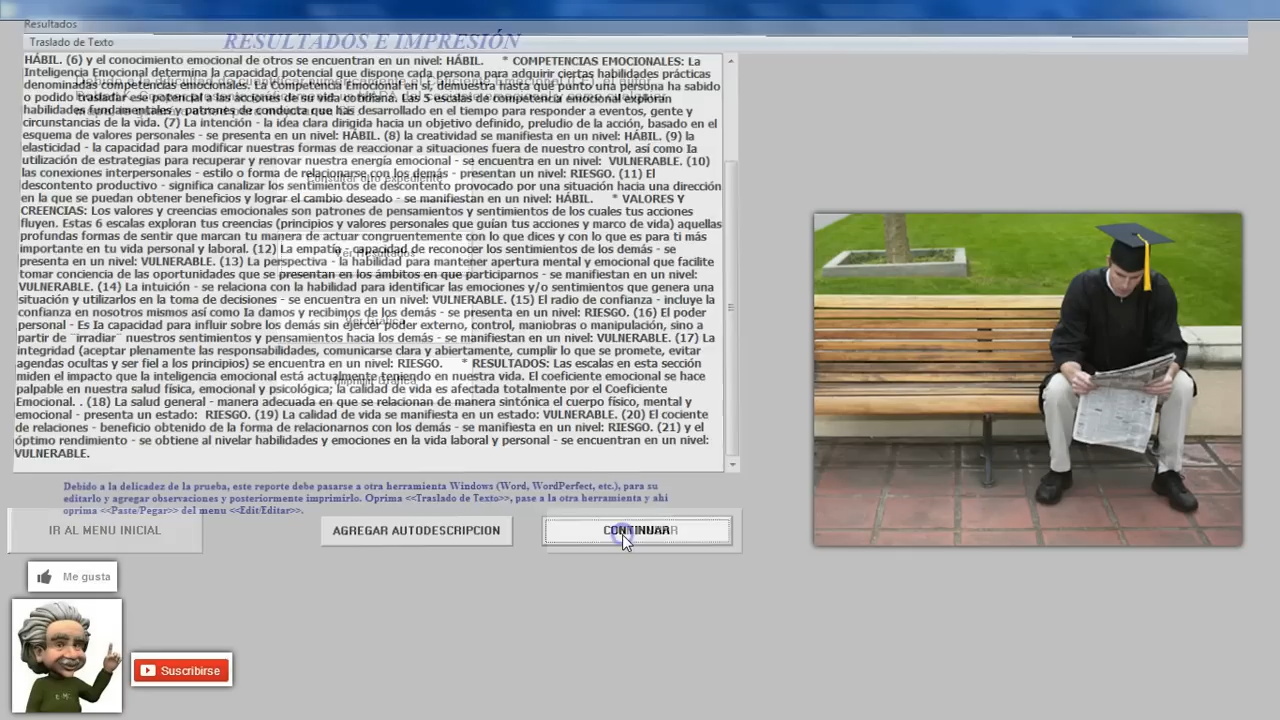 Resultados
Traslado de Texto
RESULTADOS E IMPRESIÓN
HÁBIL. (6) y el conocimiento emocional de otros se encuentran en un nivel: HÁBIL. * COMPETENCIAS EMOCIONALES: La
Inteligencia Emocional determina la capacidad potencial que dispone cada persona para adquirir ciertas habilidades prácticas
denominadas competencias emocionales. La Competencia Emocional en sí, demuestra hasta qué punto una persona ha sabido
o podido trasladar ese potencial a las acciones de su vida cotidiana. Las 5 escalas de competencia emocional exploran
habilidades fundamentales y patrones de conducta que has desarrollado en el tiempo para responder a eventos, gente y
circunstancias de la vida. (7) La intención - la idea clara dirigida hacia un objetivo definido, preludio de la acción, basado en el
esquema de valores personales - se presenta en un nivel: HÁBIL. (8) la creatividad se manifiesta en un nivel: HÁBIL. (9) la
elasticidad - la capacidad para modificar nuestras formas de reaccionar a situaciones fuera de nuestro control, así como la
utilización de estrategias para recuperar y renovar nuestra energía emocional - se encuentra en un nivel: VULNERABLE. (10)
las conexiones interpersonales - estilo o forma de relacionarse con los demás - presentan un nivel: RIESGO. (11) El
descontento productivo - significa canalizar los sentimientos de descontento provocado por una situación hacia una dirección
en la que se puedan obtener beneficios y lograr el cambio deseado - se manifiestan en un nivel: HÁBIL. * VALORES Y
CREENCIAS: Los valores y creencias emocionales son patrones de pensamientos y sentimientos de los cuales tus acciones
fluyen. Estas 6 escalas exploran tus creencias (principios y valores personales que guían tus acciones y marco de vida) aquellas
profundas formas de sentir que marcan tu manera de actuar congruentemente con lo que dices y con lo que es para ti más
importante en tu vida personal y laboral. (12) La empatía - capacidad de reconocer los sentimientos de los demás - se
presenta en un nivel: VULNERABLE. (13) La perspectiva - la habilidad para mantener apertura mental y emocional que facilite
tomar conciencia de las oportunidades que se presentan en los ámbitos en que participarnos - se manifiestan en un nivel:
VULNERABLE. (14) La intuición - se relaciona con la habilidad para identificar las emociones y/o sentimientos que genera una
situación y utilizarlos en la toma de decisiones - se encuentra en un nivel: VULNERABLE. (15) El radio de confianza - incluye la
confianza en nosotros mismos así como la damos y recibimos de los demás - se presenta en un nivel: RIESGO. (16) El poder
personal - Es la capacidad para influir sobre los demás sin ejercer poder externo, control, maniobras o manipulación, sino a
partir de ¨irradiar¨ nuestros sentimientos y pensamientos hacia los demás - se manifiestan en un nivel: VULNERABLE. (17) La
integridad (aceptar plenamente las responsabilidades, comunicarse clara y abiertamente, cumplir lo que se promete, evitar
agendas ocultas y ser fiel a los principios) se encuentra en un nivel: RIESGO. * RESULTADOS: Las escalas en esta sección
miden el impacto que la inteligencia emocional está actualmente teniendo en nuestra vida. El coeficiente emocional se hace
palpable en nuestra salud física, emocional y psicológica; la calidad de vida es afectada totalmente por el Coeficiente
Emocional. . (18) La salud general - manera adecuada en que se relacionan de manera sintónica el cuerpo físico, mental y
emocional - presenta un estado: RIESGO. (19) La calidad de vida se manifiesta en un estado: VULNERABLE. (20) El cociente
de relaciones - beneficio obtenido de la forma de relacionarnos con los demás - se manifiesta en un nivel: RIESGO. (21) y el
óptimo rendimiento - se obtiene al nivelar habilidades y emociones en la vida laboral y personal - se encuentran en un nivel:
VULNERABLE.
Consultar otro expediente
Ver Resultados
Ver Gráfica
Imprimir Gráfica
Debido a la delicadez de la prueba, este reporte debe pasarse a otra herramienta Windows (Word, WordPerfect, etc.), para su
editarlo y agregar observaciones y posteriormente imprimirlo. Oprima <<Traslado de Texto>>, pase a la otra herramienta y ahi
oprima <<Paste/Pegar>> del menu <<Edit/Editar>>.
IR AL MENU INICIAL
AGREGAR AUTODESCRIPCION
CONTINUAR
Me gusta
Suscribirse